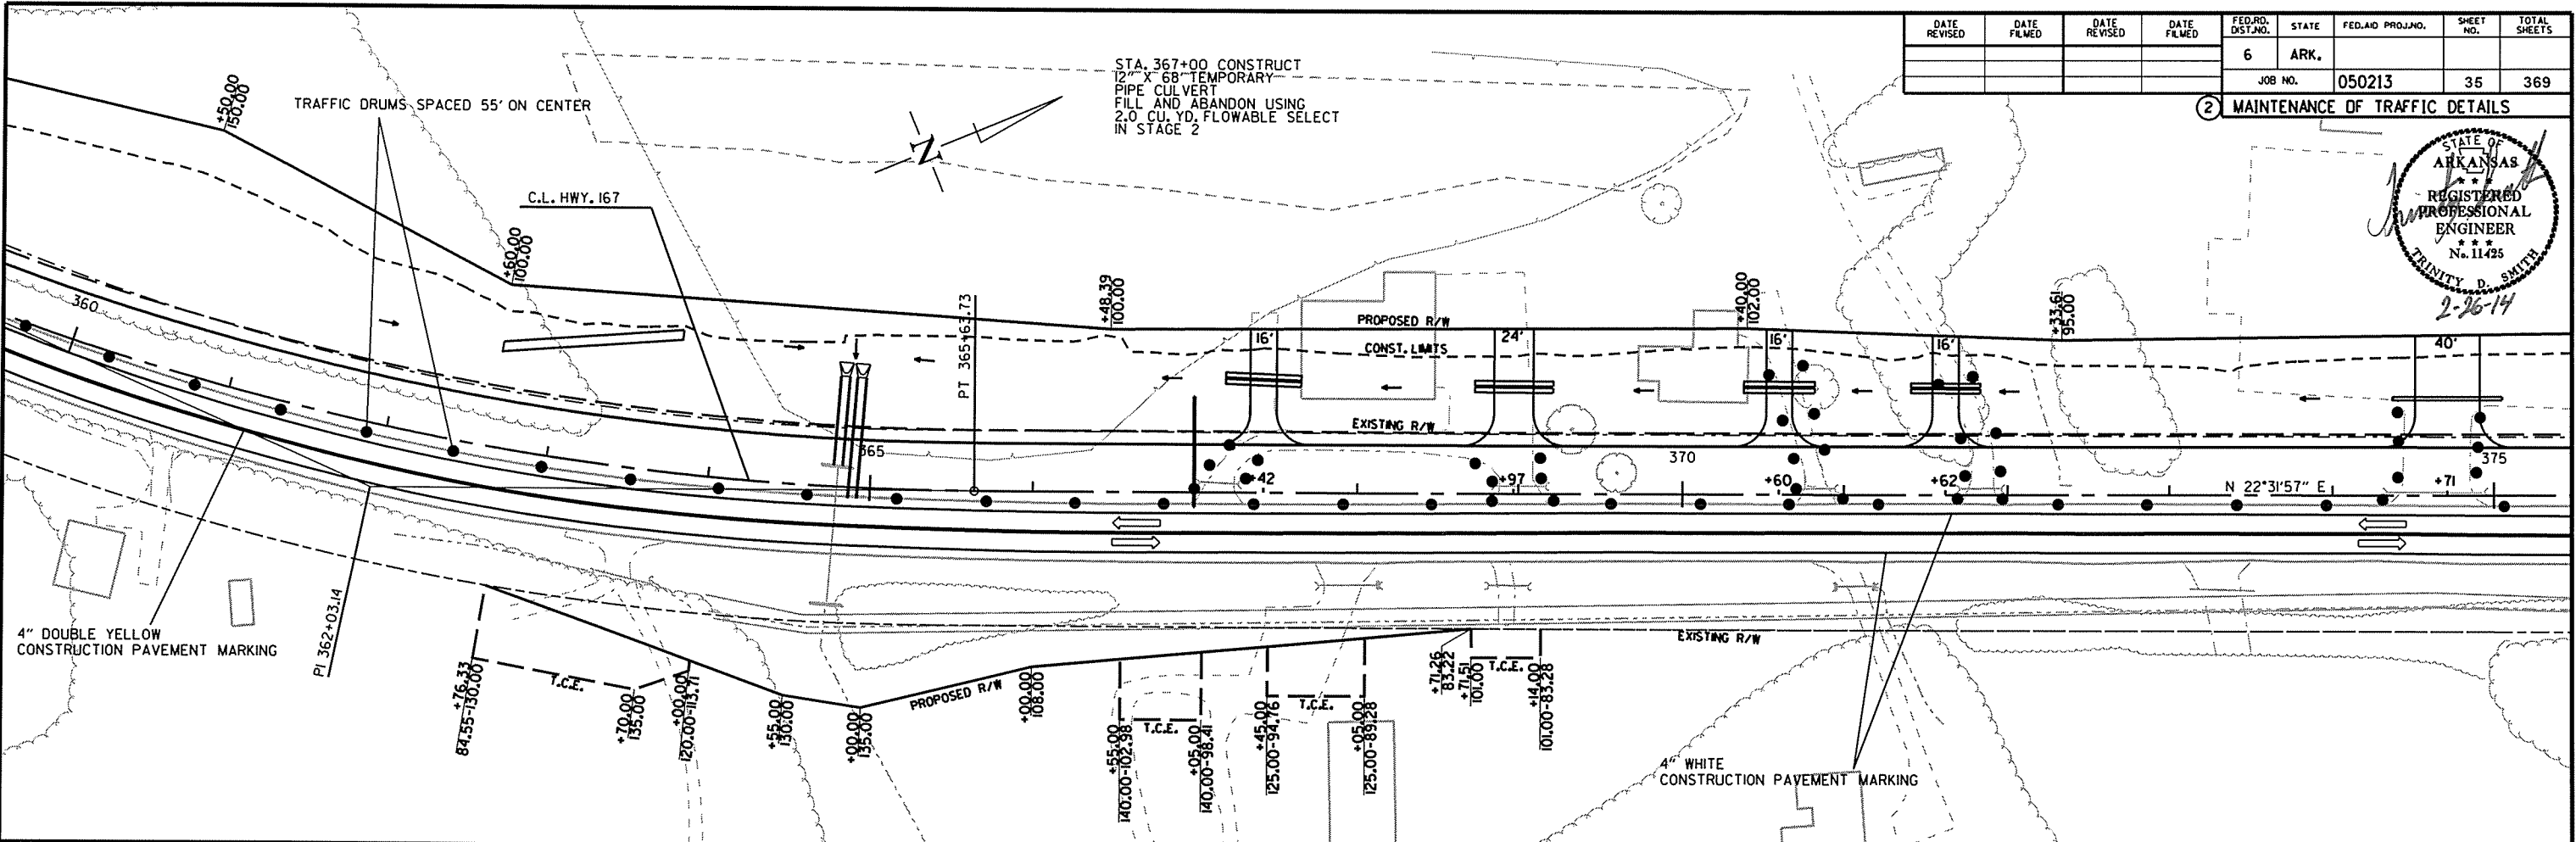 DATE REVISED
DATE FILMED
DATE REVISED
DATE FILMED
FED.RD. DIST.NO.
STATE
FED.AID PROJ.NO.
SHEET NO.
TOTAL SHEETS
6
ARK.
JOB NO.
050213
35
369
2
MAINTENANCE OF TRAFFIC DETAILS
STATE OF
ARKANSAS
REGISTERED
PROFESSIONAL
ENGINEER
No. 11425
TRINITY D. SMITH
2-26-14
STA. 367+00 CONSTRUCT
12" X 68' TEMPORARY
PIPE CULVERT
FILL AND ABANDON USING
2.0 CU. YD. FLOWABLE SELECT
IN STAGE 2
N
TRAFFIC DRUMS SPACED 55' ON CENTER
C.L. HWY. 167
+50.00
150.00
+60.00
100.00
+48.39
100.00
+40.00
102.00
+33.61
95.00
PT 365+63.73
PROPOSED R/W
CONST. LIMITS
EXISTING R/W
16'
24'
16'
16'
40'
360
365
370
375
+42
+97
+60
+62
+71
N 22°31'57" E
4" DOUBLE YELLOW
CONSTRUCTION PAVEMENT MARKING
PI 362+03.14
+76.33
84.55-130.00
T.C.E.
+70.00
135.00
+00.00
120.00-113.71
+55.00
130.00
+00.00
135.00
PROPOSED R/W
+00.00
108.00
+55.00
140.00-102.98
T.C.E.
+05.00
140.00-98.41
+45.00
125.00-94.76
T.C.E.
+05.00
125.00-89.28
+71.26
83.22
+71.51
101.00
T.C.E.
+14.00
101.00-83.28
EXISTING R/W
4" WHITE
CONSTRUCTION PAVEMENT MARKING